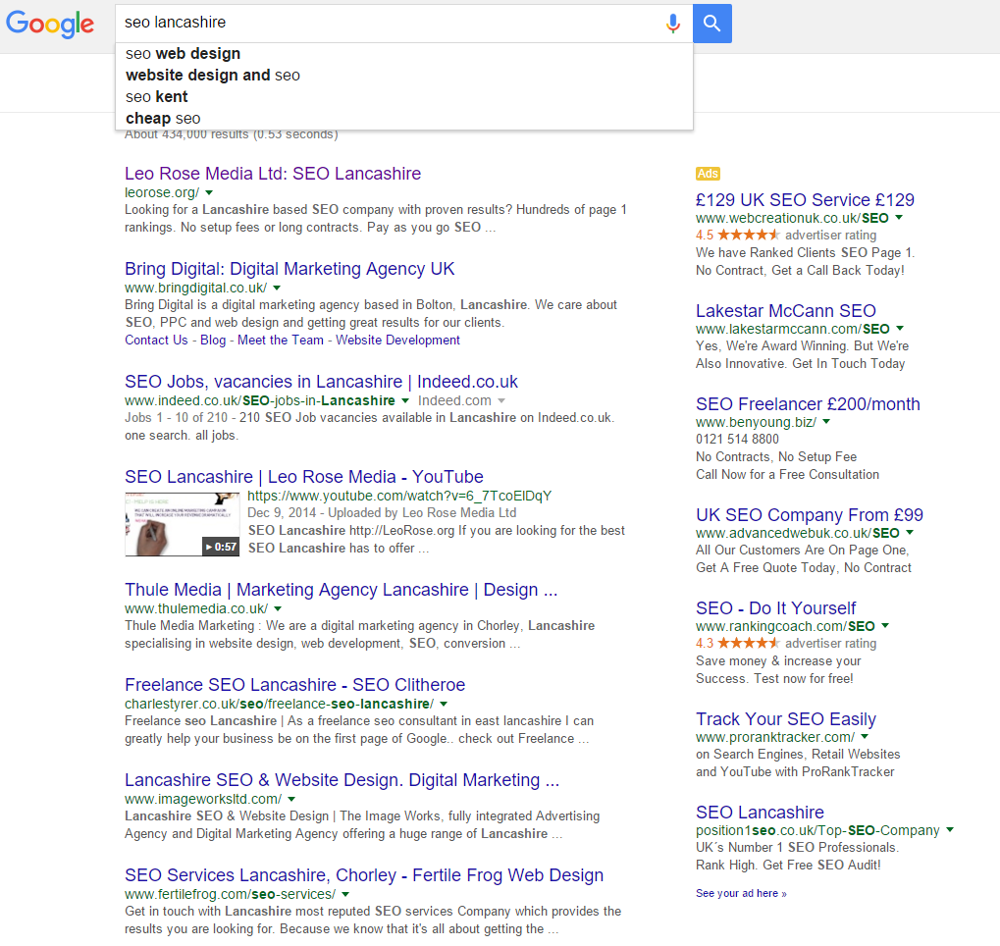 Google
seo lancashire
seo web design
website design and seo
seo kent
cheap seo
About 434,000 results (0.53 seconds)
Leo Rose Media Ltd: SEO Lancashire
leorose.org/
Looking for a Lancashire based SEO company with proven results? Hundreds of page 1
rankings. No setup fees or long contracts. Pay as you go SEO ...
Bring Digital: Digital Marketing Agency UK
www.bringdigital.co.uk/
Bring Digital is a digital marketing agency based in Bolton, Lancashire. We care about
SEO, PPC and web design and getting great results for our clients.
Contact Us - Blog - Meet the Team - Website Development
SEO Jobs, vacancies in Lancashire | Indeed.co.uk
www.indeed.co.uk/SEO-jobs-in-Lancashire Indeed.com
Jobs 1 - 10 of 210 - 210 SEO Job vacancies available in Lancashire on Indeed.co.uk.
one search. all jobs.
SEO Lancashire | Leo Rose Media - YouTube
https://www.youtube.com/watch?v=6_7TcoElDqY
Dec 9, 2014 - Uploaded by Leo Rose Media Ltd
SEO Lancashire http://LeoRose.org If you are looking for the best
SEO Lancashire has to offer ...
WE CAN CREATE AN ONLINE MARKETING CAMPAIGN
THAT WILL INCREASE YOUR REVENUE DRAMATICALLY
0:57
Thule Media | Marketing Agency Lancashire | Design ...
www.thulemedia.co.uk/
Thule Media Marketing : We are a digital marketing agency in Chorley, Lancashire
specialising in website design, web development, SEO, conversion ...
Freelance SEO Lancashire - SEO Clitheroe
charlestyrer.co.uk/seo/freelance-seo-lancashire/
Freelance seo Lancashire | As a freelance seo consultant in east lancashire I can
greatly help your business be on the first page of Google.. check out Freelance ...
Lancashire SEO & Website Design. Digital Marketing ...
www.imageworksltd.com/
Lancashire SEO & Website Design | The Image Works, fully integrated Advertising
Agency and Digital Marketing Agency offering a huge range of Lancashire ...
SEO Services Lancashire, Chorley - Fertile Frog Web Design
www.fertilefrog.com/seo-services/
Get in touch with Lancashire most reputed SEO services Company which provides the
results you are looking for. Because we know that it's all about getting the ...
Ads
£129 UK SEO Service £129
www.webcreationuk.co.uk/SEO
4.5 advertiser rating
We have Ranked Clients SEO Page 1.
No Contract, Get a Call Back Today!
Lakestar McCann SEO
www.lakestarmccann.com/SEO
Yes, We're Award Winning. But We're
Also Innovative. Get In Touch Today
SEO Freelancer £200/month
www.benyoung.biz/
0121 514 8800
No Contracts, No Setup Fee
Call Now for a Free Consultation
UK SEO Company From £99
www.advancedwebuk.co.uk/SEO
All Our Customers Are On Page One,
Get A Free Quote Today, No Contract
SEO - Do It Yourself
www.rankingcoach.com/SEO
4.3 advertiser rating
Save money & increase your
Success. Test now for free!
Track Your SEO Easily
www.proranktracker.com/
on Search Engines, Retail Websites
and YouTube with ProRankTracker
SEO Lancashire
position1seo.co.uk/Top-SEO-Company
UK´s Number 1 SEO Professionals.
Rank High. Get Free SEO Audit!
See your ad here »